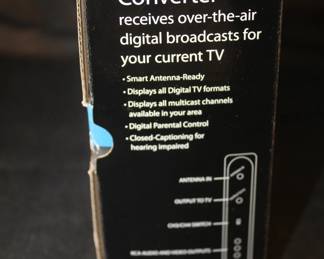 Converter
receives over-the-air
digital broadcasts for
your current TV
• Smart Antenna-Ready
• Displays all Digital TV formats
• Displays all multicast channels
available in your area
• Digital Parental Control
• Closed-Captioning for
hearing impaired
ANTENNA IN
OUTPUT TO TV
CH3/CH4 SWITCH
RCA AUDIO AND VIDEO OUTPUTS